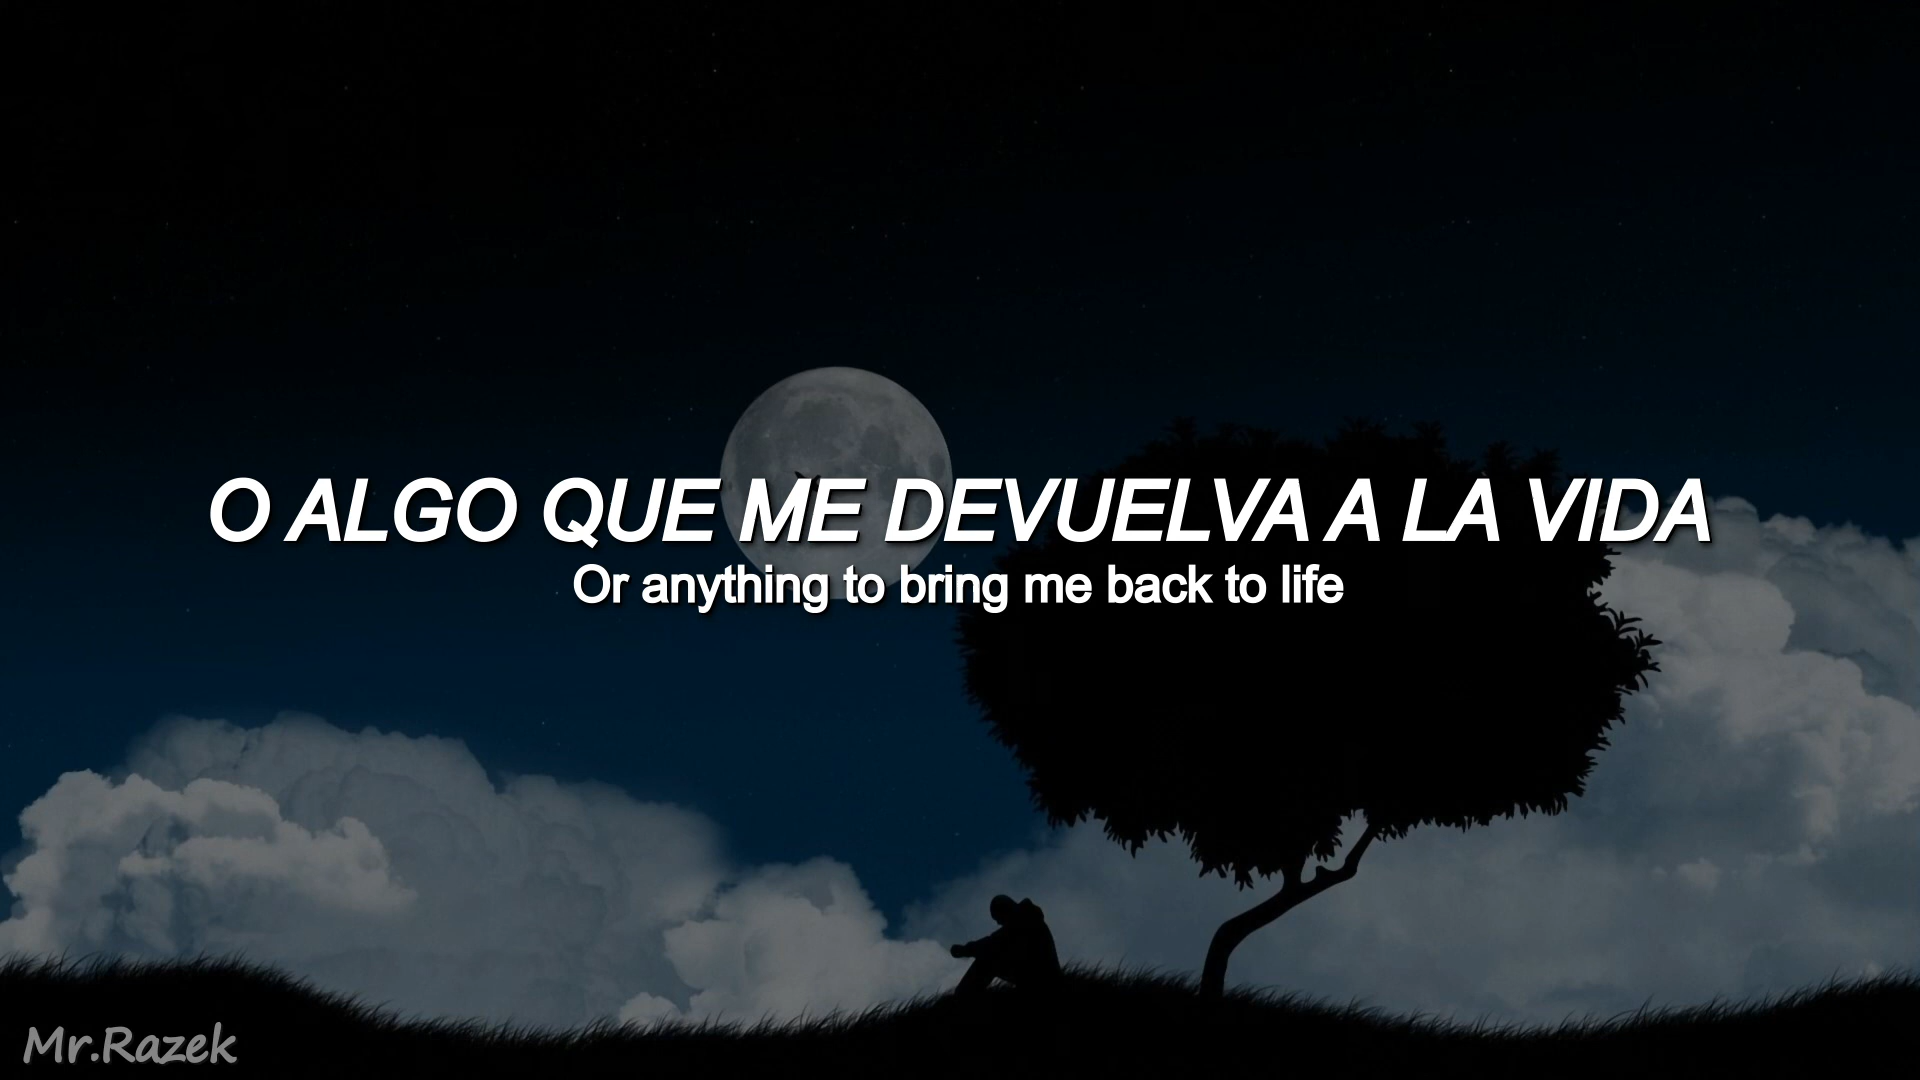 O ALGO QUE ME DEVUELVA A LA VIDA
Or anything to bring me back to life
Mr.Razek